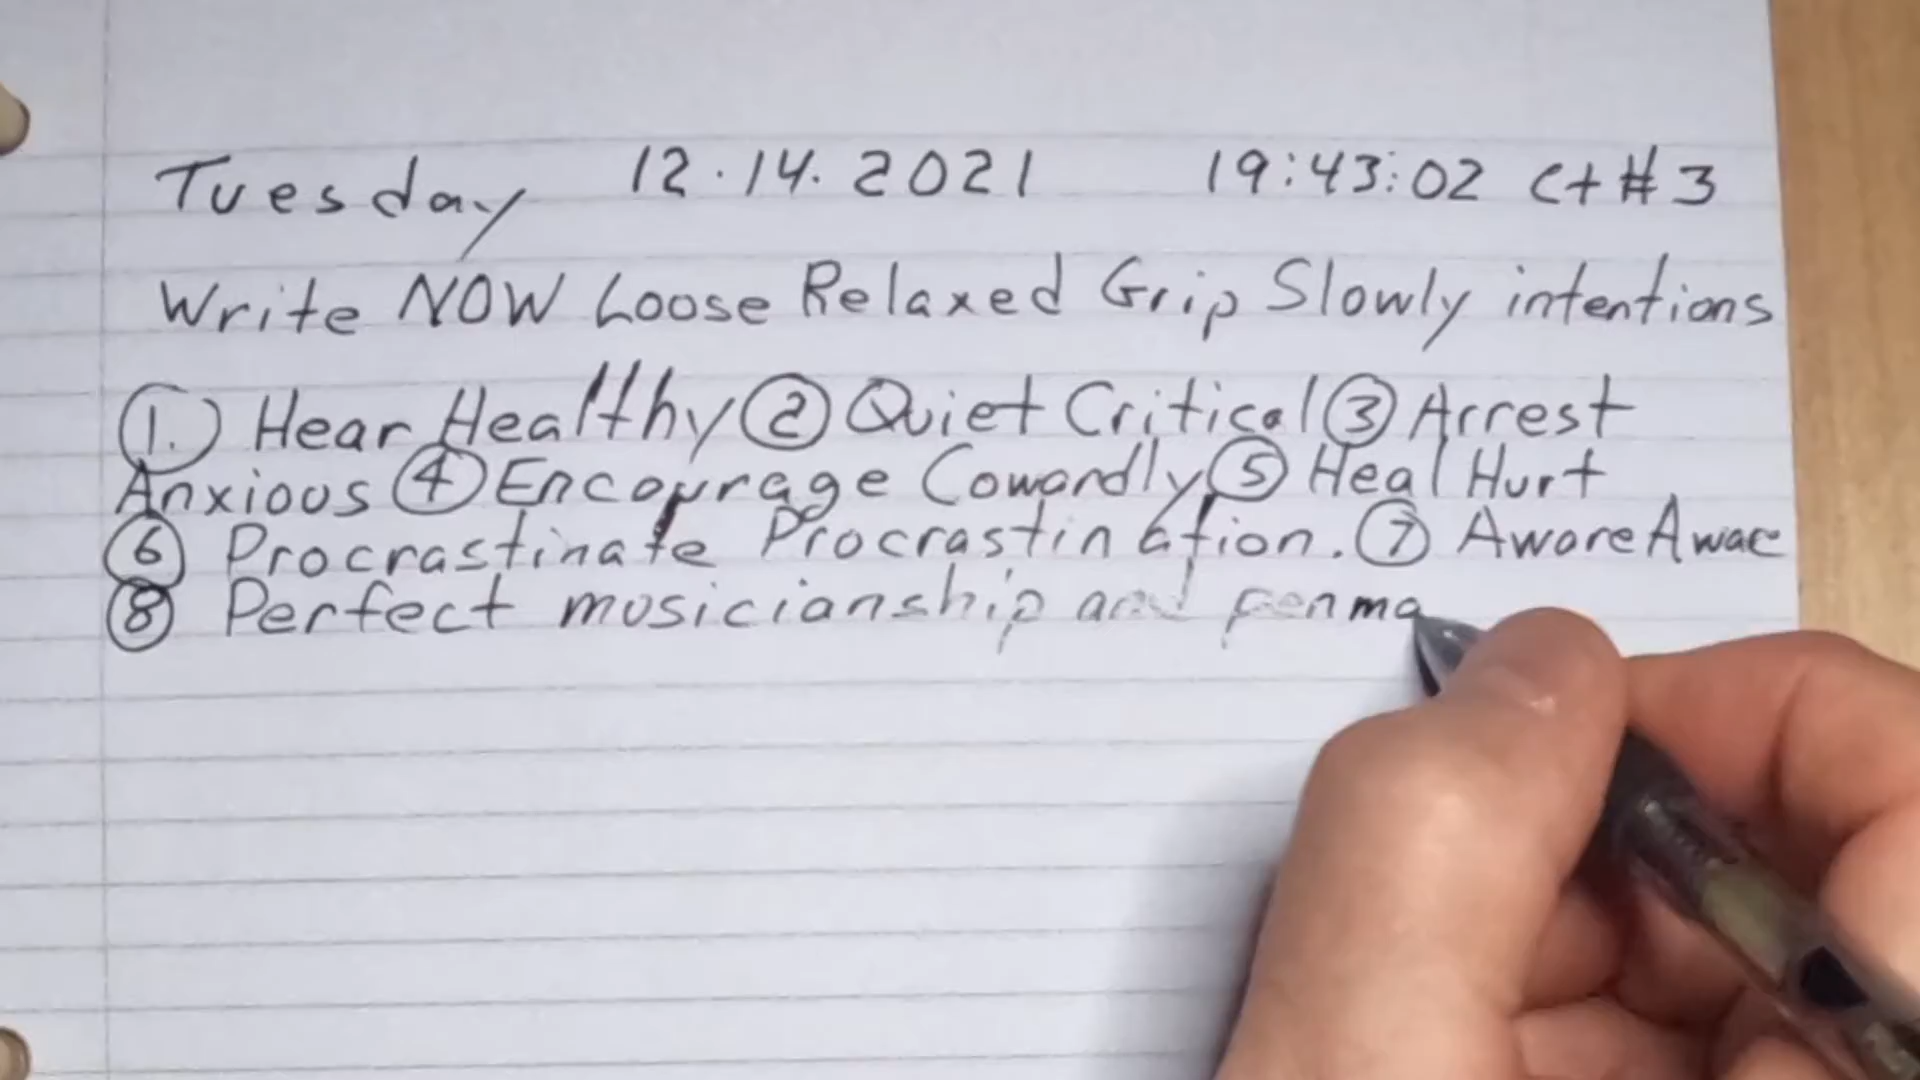 Tuesday 12.14.2021 19:43:02 Ct#3
Write NOW Loose Relaxed Grip Slowly intentions
① Hear Healthy ② Quiet Critical ③ Arrest
Anxious ④ Encourage Cowardly ⑤ Heal Hurt
⑥ Procrastinate Procrastination. ⑦ Aware Aware
⑧ Perfect musicianship and penma